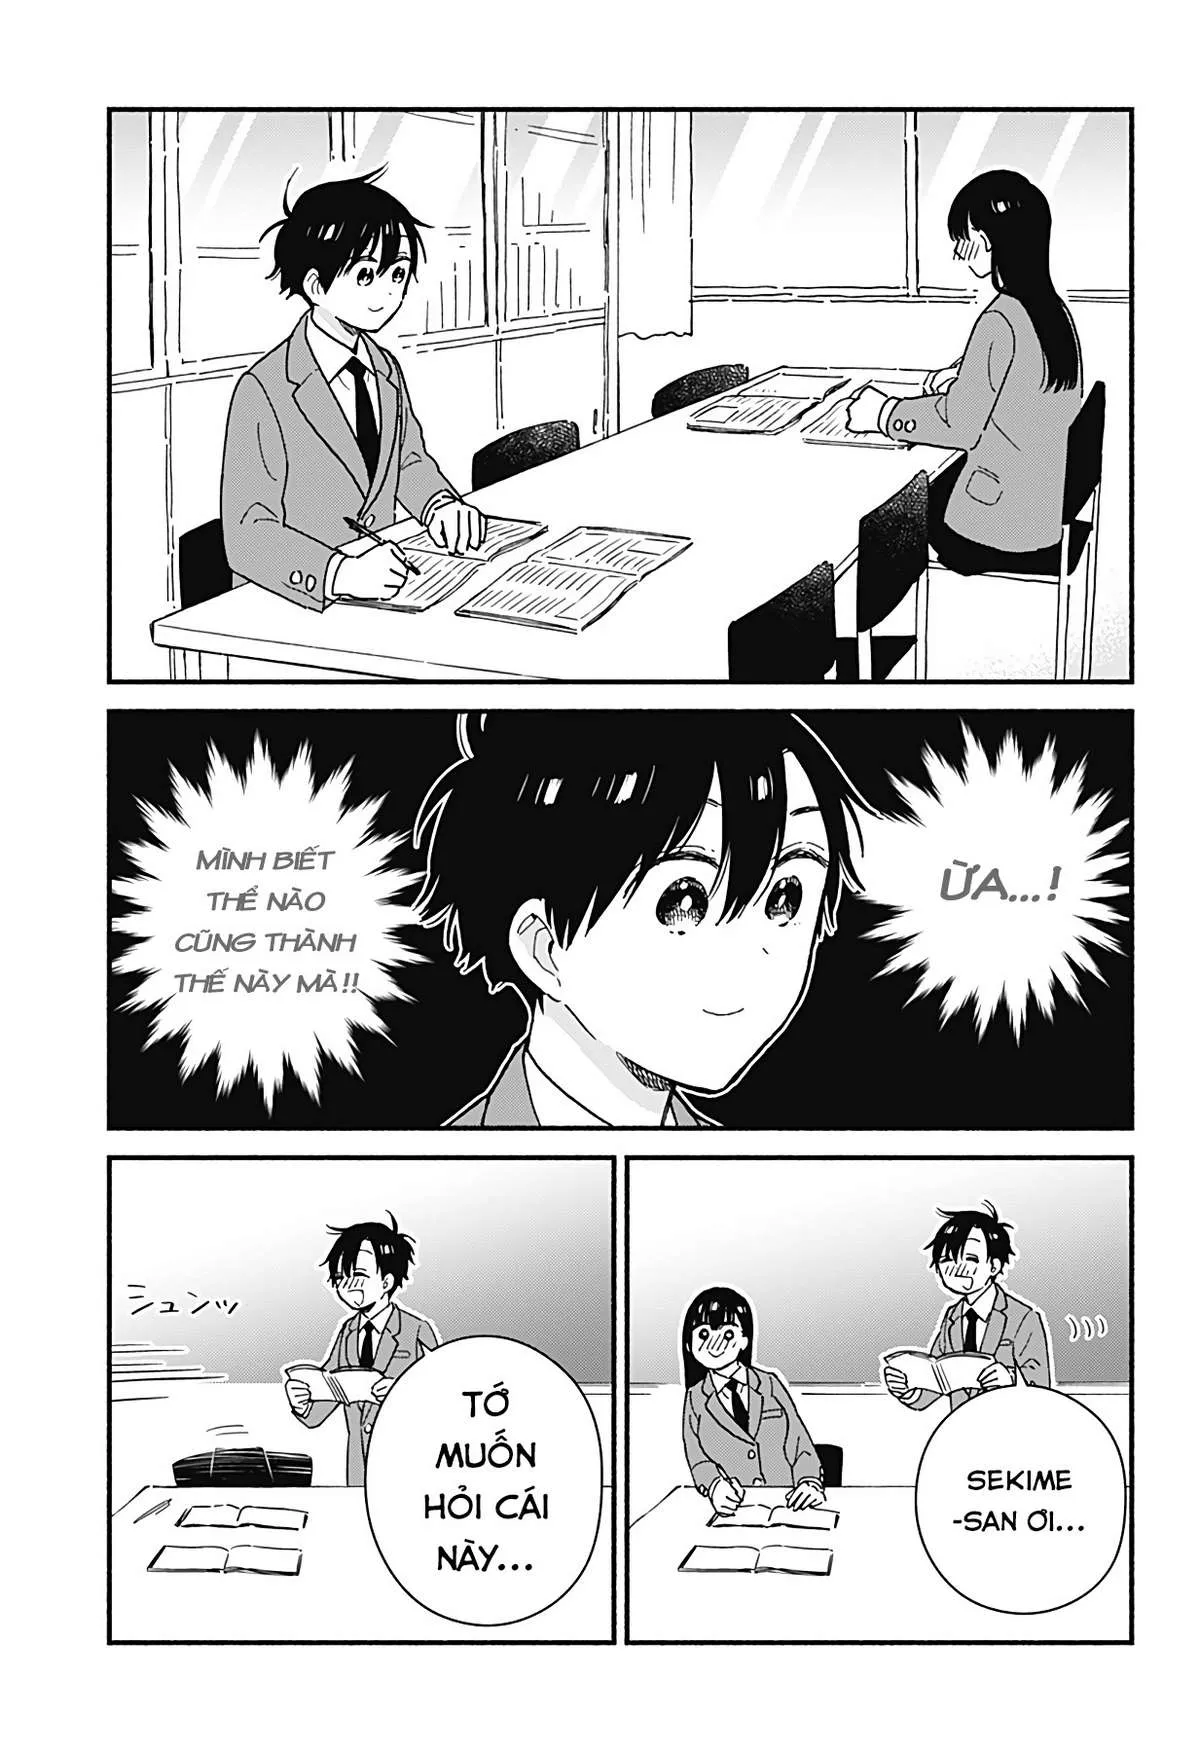 ỪA...!
MÌNH BIẾT
THỂ NÀO
CŨNG THÀNH
THẾ NÀY MÀ!!
SEKIME
-SAN ƠI...
TỚ
MUỐN
HỎI CÁI
NÀY...
シュンッ